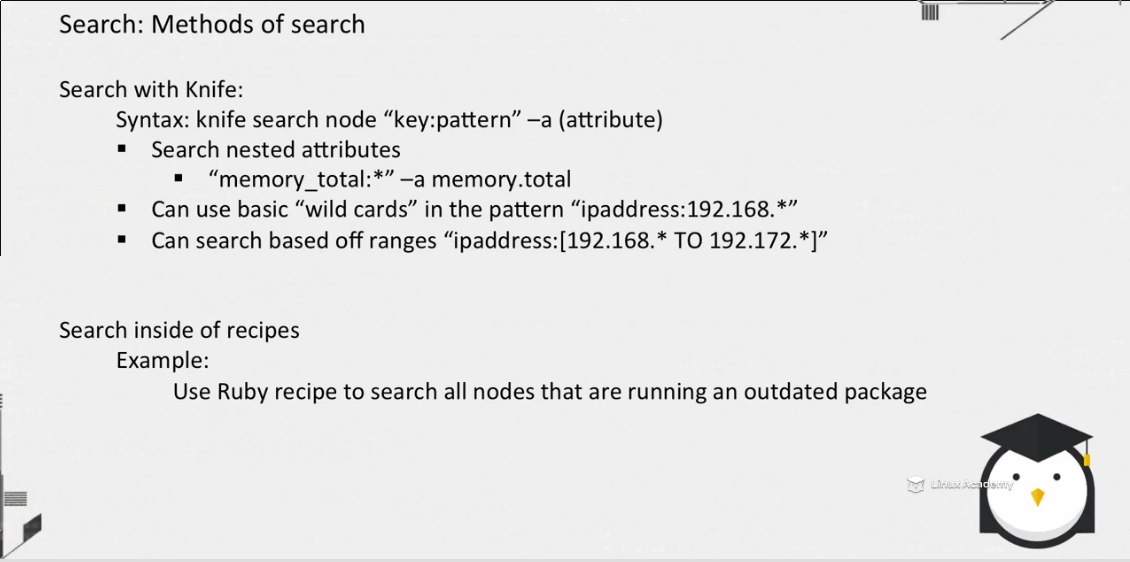 Search: Methods of search
Search with Knife:
Syntax: knife search node “key:pattern” –a (attribute)
▪ Search nested attributes
▪ “memory_total:*” –a memory.total
▪ Can use basic “wild cards” in the pattern “ipaddress:192.168.*”
▪ Can search based off ranges “ipaddress:[192.168.* TO 192.172.*]”
Search inside of recipes
Example:
Use Ruby recipe to search all nodes that are running an outdated package
Linux Academy